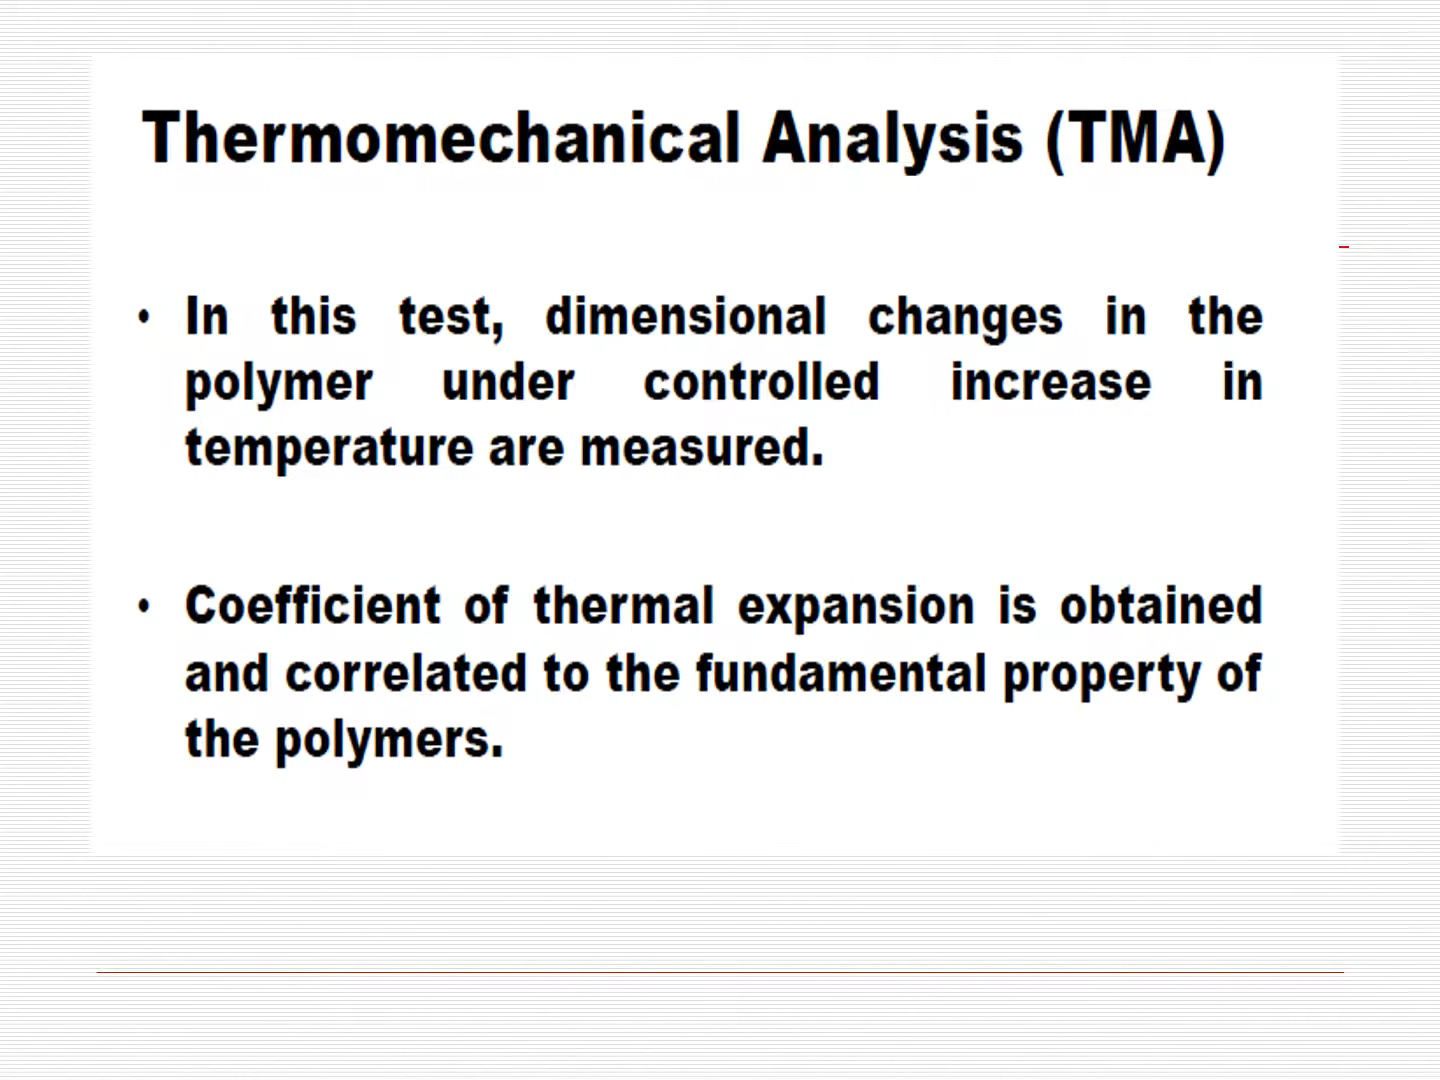 Thermomechanical Analysis (TMA)
• In this test, dimensional changes in the
polymer under controlled increase in
temperature are measured.
• Coefficient of thermal expansion is obtained
and correlated to the fundamental property of
the polymers.